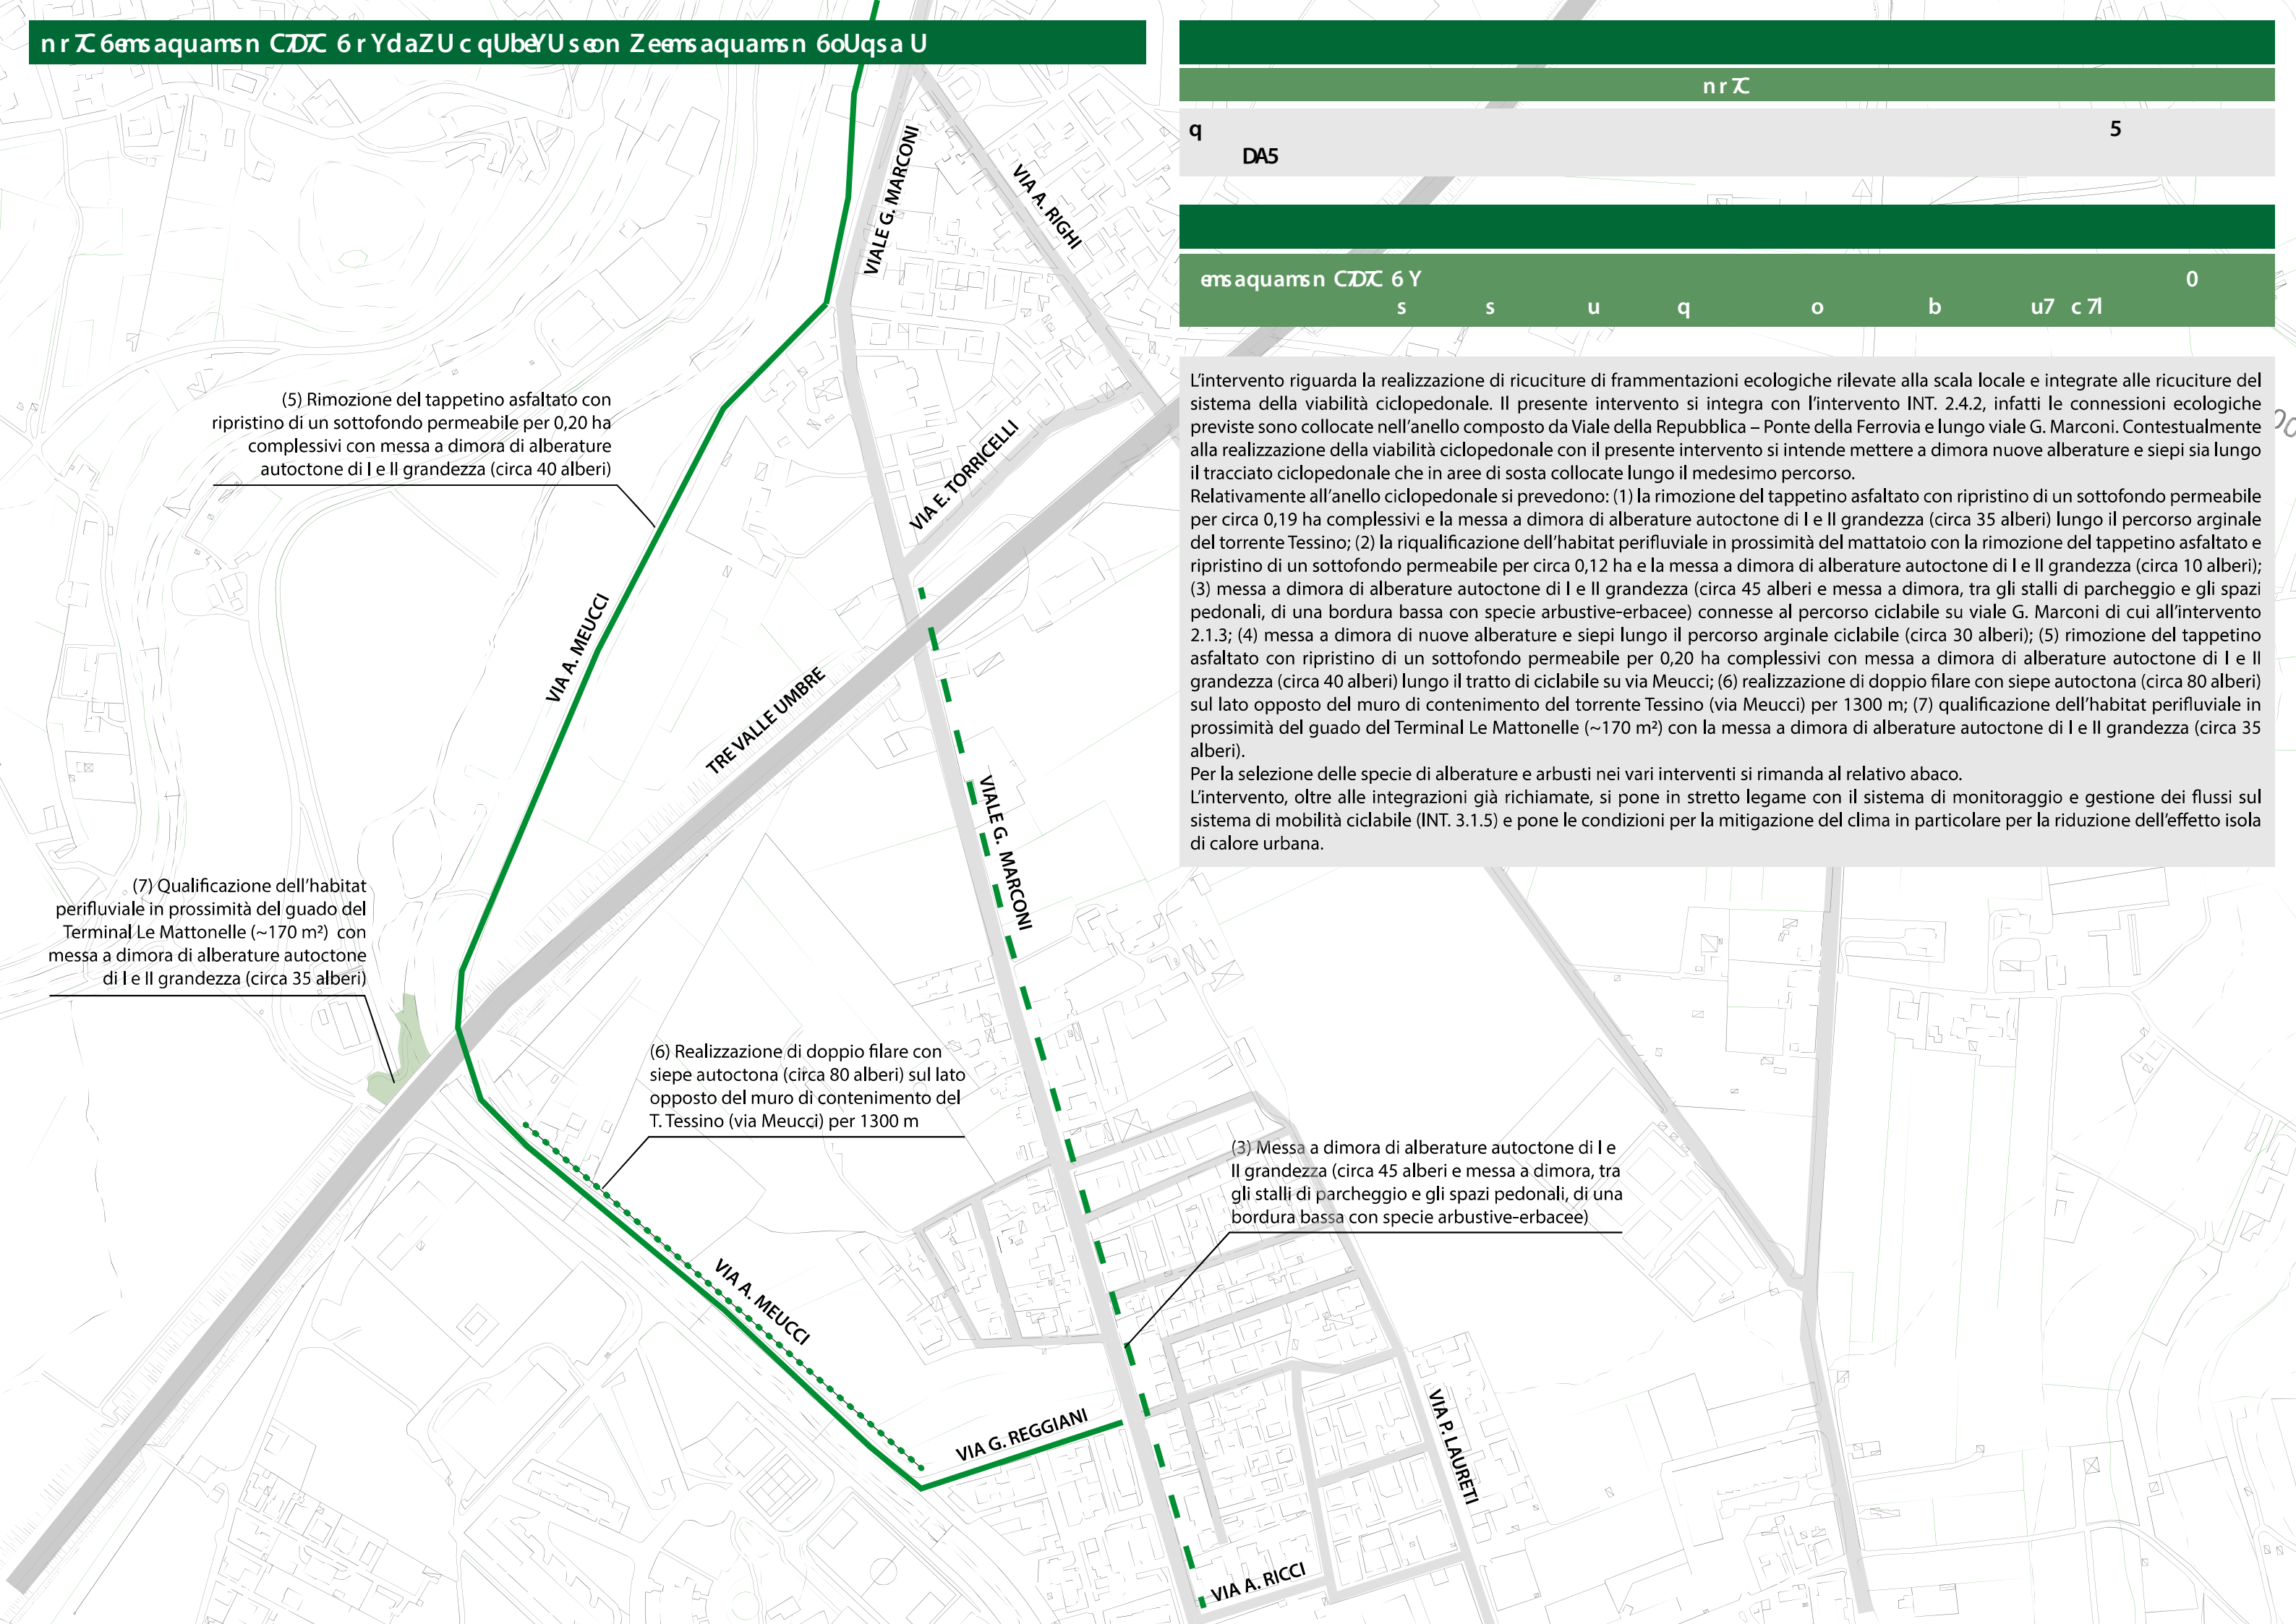 VIALE G. MARCONI
VIA A. RIGHI
(5) Rimozione del tappetino asfaltato con
ripristino di un sottofondo permeabile per 0,20 ha
complessivi con messa a dimora di alberature
autoctone di I e II grandezza (circa 40 alberi)
VIA E. TORRICELLI
VIA A. MEUCCI
TRE VALLE UMBRE
VIALE G. MARCONI
(7) Qualificazione dell'habitat
perifluviale in prossimità del guado del
Terminal Le Mattonelle (~170 m²) con
messa a dimora di alberature autoctone
di I e II grandezza (circa 35 alberi)
(6) Realizzazione di doppio filare con
siepe autoctona (circa 80 alberi) sul lato
opposto del muro di contenimento del
T. Tessino (via Meucci) per 1300 m
(3) Messa a dimora di alberature autoctone di I e
II grandezza (circa 45 alberi e messa a dimora, tra
gli stalli di parcheggio e gli spazi pedonali, di una
bordura bassa con specie arbustive-erbacee)
VIA A. MEUCCI
VIA G. REGGIANI
VIA P. LAURETI
VIA A. RICCI
L'intervento riguarda la realizzazione di ricuciture di frammentazioni ecologiche rilevate alla scala locale e integrate alle ricuciture del
sistema della viabilità ciclopedonale. Il presente intervento si integra con l'intervento INT. 2.4.2, infatti le connessioni ecologiche
previste sono collocate nell'anello composto da Viale della Repubblica – Ponte della Ferrovia e lungo viale G. Marconi. Contestualmente
alla realizzazione della viabilità ciclopedonale con il presente intervento si intende mettere a dimora nuove alberature e siepi sia lungo
il tracciato ciclopedonale che in aree di sosta collocate lungo il medesimo percorso.
Relativamente all'anello ciclopedonale si prevedono: (1) la rimozione del tappetino asfaltato con ripristino di un sottofondo permeabile
per circa 0,19 ha complessivi e la messa a dimora di alberature autoctone di I e II grandezza (circa 35 alberi) lungo il percorso arginale
del torrente Tessino; (2) la riqualificazione dell'habitat perifluviale in prossimità del mattatoio con la rimozione del tappetino asfaltato e
ripristino di un sottofondo permeabile per circa 0,12 ha e la messa a dimora di alberature autoctone di I e II grandezza (circa 10 alberi);
(3) messa a dimora di alberature autoctone di I e II grandezza (circa 45 alberi e messa a dimora, tra gli stalli di parcheggio e gli spazi
pedonali, di una bordura bassa con specie arbustive-erbacee) connesse al percorso ciclabile su viale G. Marconi di cui all'intervento
2.1.3; (4) messa a dimora di nuove alberature e siepi lungo il percorso arginale ciclabile (circa 30 alberi); (5) rimozione del tappetino
asfaltato con ripristino di un sottofondo permeabile per 0,20 ha complessivi con messa a dimora di alberature autoctone di I e II
grandezza (circa 40 alberi) lungo il tratto di ciclabile su via Meucci; (6) realizzazione di doppio filare con siepe autoctona (circa 80 alberi)
sul lato opposto del muro di contenimento del torrente Tessino (via Meucci) per 1300 m; (7) qualificazione dell'habitat perifluviale in
prossimità del guado del Terminal Le Mattonelle (~170 m²) con la messa a dimora di alberature autoctone di I e II grandezza (circa 35
alberi).
Per la selezione delle specie di alberature e arbusti nei vari interventi si rimanda al relativo abaco.
L'intervento, oltre alle integrazioni già richiamate, si pone in stretto legame con il sistema di monitoraggio e gestione dei flussi sul
sistema di mobilità ciclabile (INT. 3.1.5) e pone le condizioni per la mitigazione del clima in particolare per la riduzione dell'effetto isola
di calore urbana.